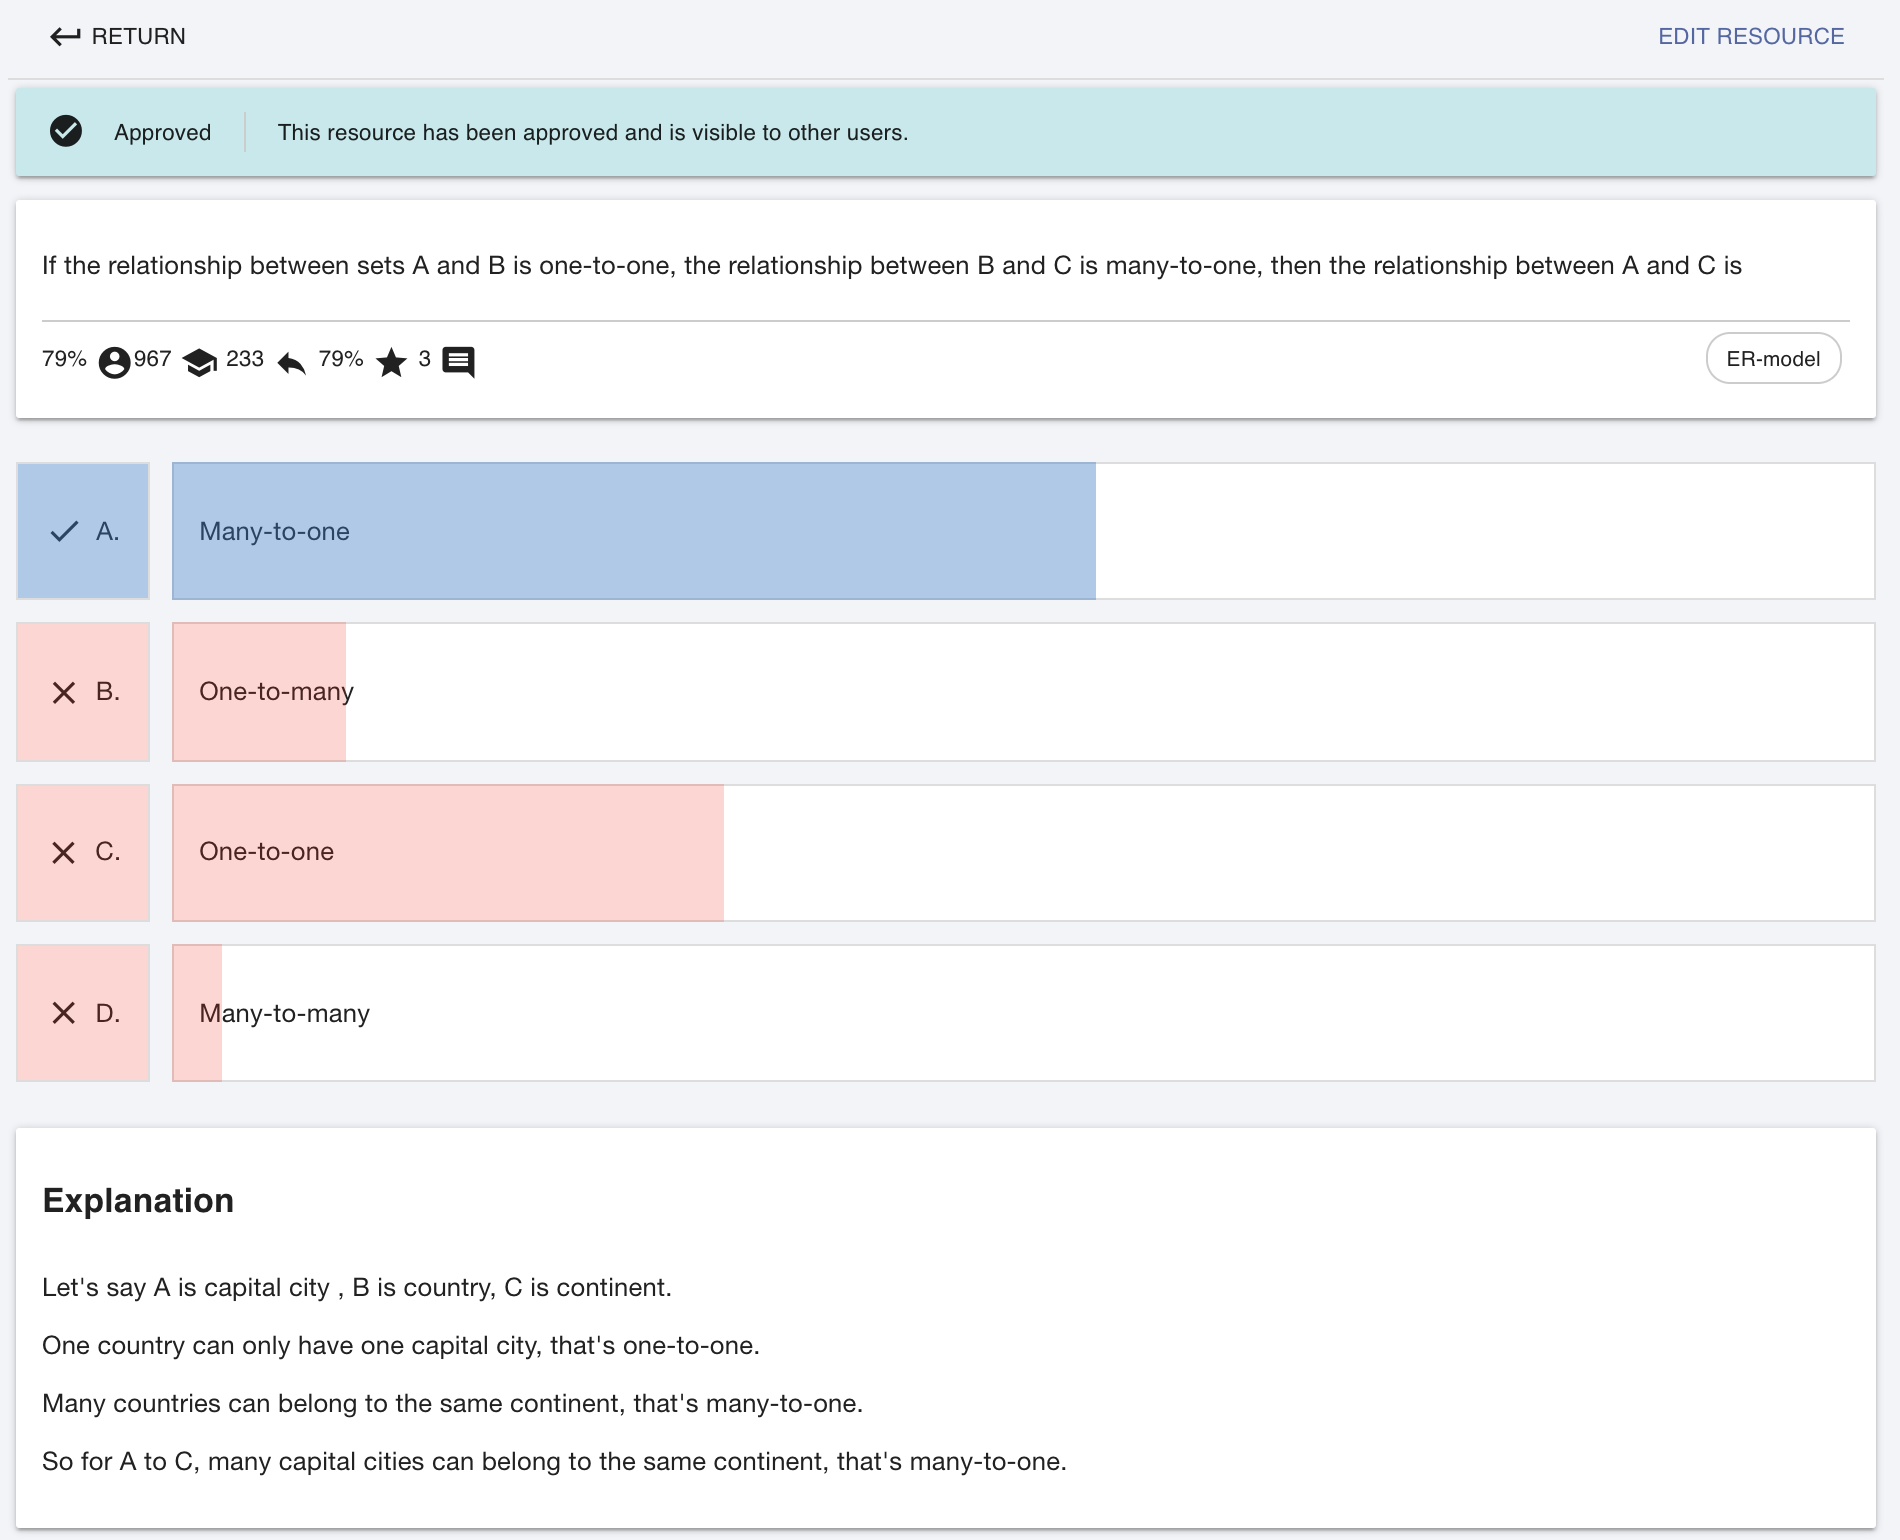 RETURN
EDIT RESOURCE
Approved
This resource has been approved and is visible to other users.
If the relationship between sets A and B is one-to-one, the relationship between B and C is many-to-one, then the relationship between A and C is
79% 967 233 79% 3
ER-model
A. Many-to-one
B. One-to-many
C. One-to-one
D. Many-to-many
Explanation
Let's say A is capital city , B is country, C is continent.
One country can only have one capital city, that's one-to-one.
Many countries can belong to the same continent, that's many-to-one.
So for A to C, many capital cities can belong to the same continent, that's many-to-one.